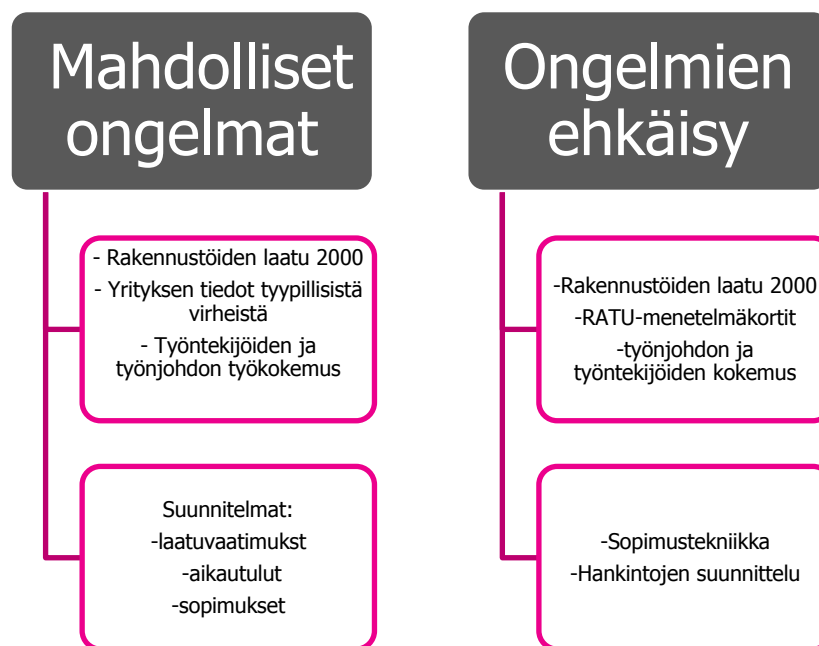 Mahdolliset
ongelmat
- Rakennustöiden laatu 2000
- Yrityksen tiedot tyypillisistä
virheistä
- Työntekijöiden ja
työnjohdon työkokemus
Suunnitelmat:
-laatuvaatimukst
-aikautulut
-sopimukset
Ongelmien
ehkäisy
-Rakennustöiden laatu 2000
-RATU-menetelmäkortit
-työnjohdon ja
työntekijöiden kokemus
-Sopimustekniikka
-Hankintojen suunnittelu